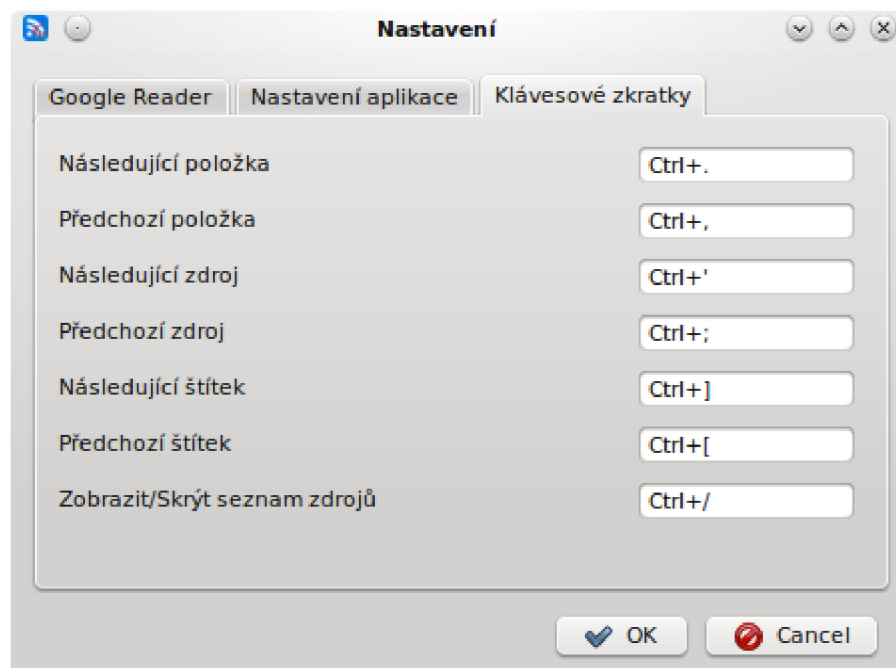 Nastavení
Google Reader Nastavení aplikace Klávesové zkratky
Následující položka Ctrl+.
Předchozí položka Ctrl+,
Následující zdroj Ctrl+'
Předchozí zdroj Ctrl+;
Následující štítek Ctrl+]
Předchozí štítek Ctrl+[
Zobrazit/Skrýt seznam zdrojů Ctrl+/
OK Cancel